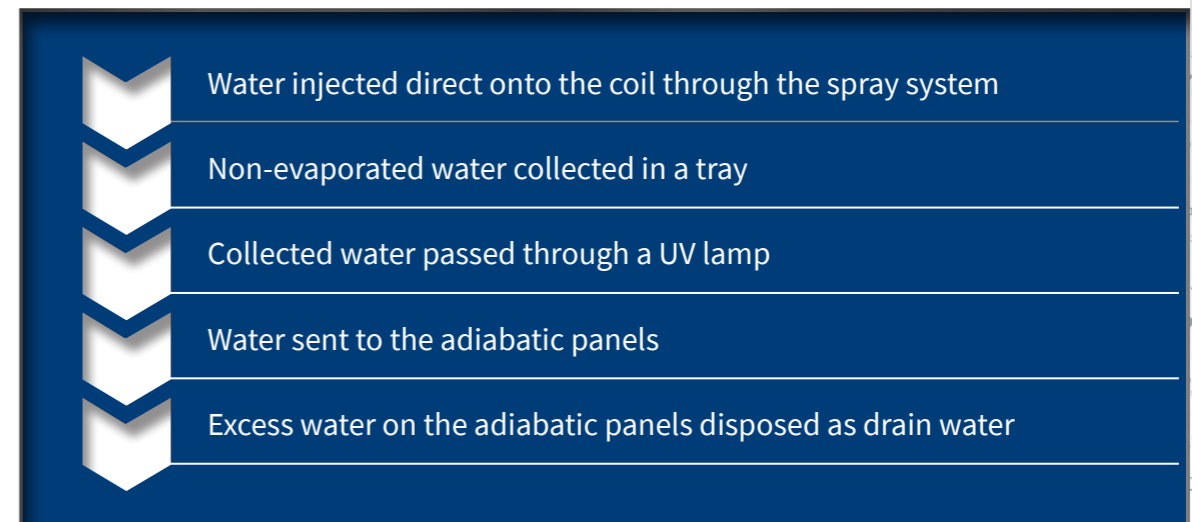 Water injected direct onto the coil through the spray system
Non-evaporated water collected in a tray
Collected water passed through a UV lamp
Water sent to the adiabatic panels
Excess water on the adiabatic panels disposed as drain water